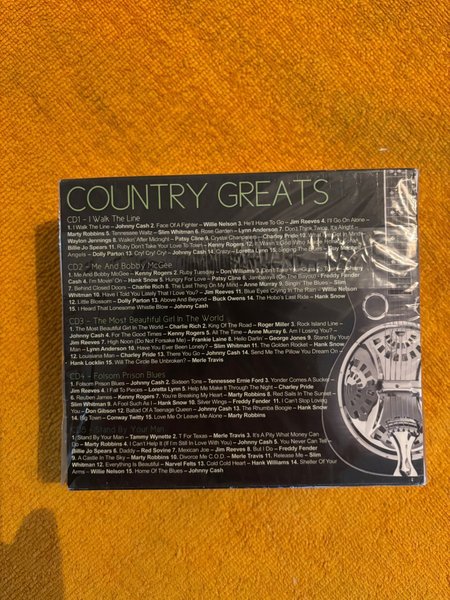 COUNTRY GREATS
CD1 – I Walk The Line
1. I Walk The Line – Johnny Cash 2. Face Of A Fighter – Willie Nelson 3. He'll Have To Go – Jim Reeves 4. I'll Go On Alone –
Marty Robbins 5. Tennessee Waltz – Slim Whitman 6. Rose Garden – Lynn Anderson 7. Don't Think Twice, It's Alright –
Waylon Jennings 8. Walkin' After Midnight – Patsy Cline 9. Crystal Chandeliers – Charley Pride 10.
Billie Jo Spears 11. Ruby Don't Take Your Love To Town – Kenny Rogers 12. It Wasn't God Who Made Honky Tonk
Angels – Dolly Parton 13. Cry! Cry! Cry! – Johnny Cash 14. Crazy – Loretta Lynn 15.
CD2 – Me And Bobby McGee
1. Me And Bobby McGee – Kenny Rogers 2. Ruby Tuesday – Don Williams 3. Don't Take Your Guns To Town – Johnny
Cash 4. I'm Movin' On – Hank Snow 5. Hungry For Love – Patsy Cline 6. Jambalaya (On The Bayou) – Freddy Fender
7. Behind Closed Doors – Charlie Rich 8. The Last Thing On My Mind – Anne Murray 9. Singin' The Blues – Slim
Whitman 10. Have I Told You Lately That I Love You? – Jim Reeves 11. Blue Eyes Crying In The Rain – Willie Nelson
12. Little Blossom – Dolly Parton 13. Above And Beyond – Buck Owens 14. The Hobo's Last Ride – Hank Snow
15. I Heard That Lonesome Whistle Blow – Johnny Cash
CD3 – The Most Beautiful Girl In The World
1. The Most Beautiful Girl In The World – Charlie Rich 2. King Of The Road – Roger Miller 3. Rock Island Line –
Johnny Cash 4. For The Good Times – Kenny Rogers 5. All The Time – Anne Murray 6. Am I Losing You? –
Jim Reeves 7. High Noon (Do Not Forsake Me) – Frankie Laine 8. Hello Darlin' – George Jones 9. Stand By Your
Man – Lynn Anderson 10. Have You Ever Been Lonely? – Slim Whitman 11. The Golden Rocket – Hank Snow
12. Louisiana Man – Charley Pride 13. There You Go – Johnny Cash 14. Send Me The Pillow You Dream On –
Hank Locklin 15. Will The Circle Be Unbroken? – Merle Travis
CD4 – Folsom Prison Blues
1. Folsom Prison Blues – Johnny Cash 2. Sixteen Tons – Tennessee Ernie Ford 3. Yonder Comes A Sucker –
Jim Reeves 4. I Fall To Pieces – Loretta Lynn 5. Help Me Make It Through The Night – Charley Pride
6. Reuben James – Kenny Rogers 7. You're Breaking My Heart – Marty Robbins 8. Red Sails In The Sunset –
Slim Whitman 9. A Fool Such As I – Hank Snow 10. Silver Wings – Freddy Fender 11. I Can't Stop Loving
You – Don Gibson 12. Ballad Of A Teenage Queen – Johnny Cash 13. The Rhumba Boogie – Hank Snow
14. Big Town – Conway Twitty 15. Love Me Or Leave Me Alone – Marty Robbins
CD5 – Stand By Your Man
1. Stand By Your Man – Tammy Wynette 2. T For Texas – Merle Travis 3. It's A Pity What Money Can
Do – Marty Robbins 4. I Can't Help It (If I'm Still In Love With You) – Johnny Cash 5. You Never Can Tell –
Billie Jo Spears 6. Daddy – Red Sovine 7. Mexican Joe – Jim Reeves 8. But I Do – Freddy Fender
9. A Castle In The Sky – Marty Robbins 10. Divorce Me C.O.D. – Merle Travis 11. Release Me – Slim
Whitman 12. Everything Is Beautiful – Narvel Felts 13. Cold Cold Heart – Hank Williams 14. Shelter Of Your
Arms – Willie Nelson 15. Home Of The Blues – Johnny Cash